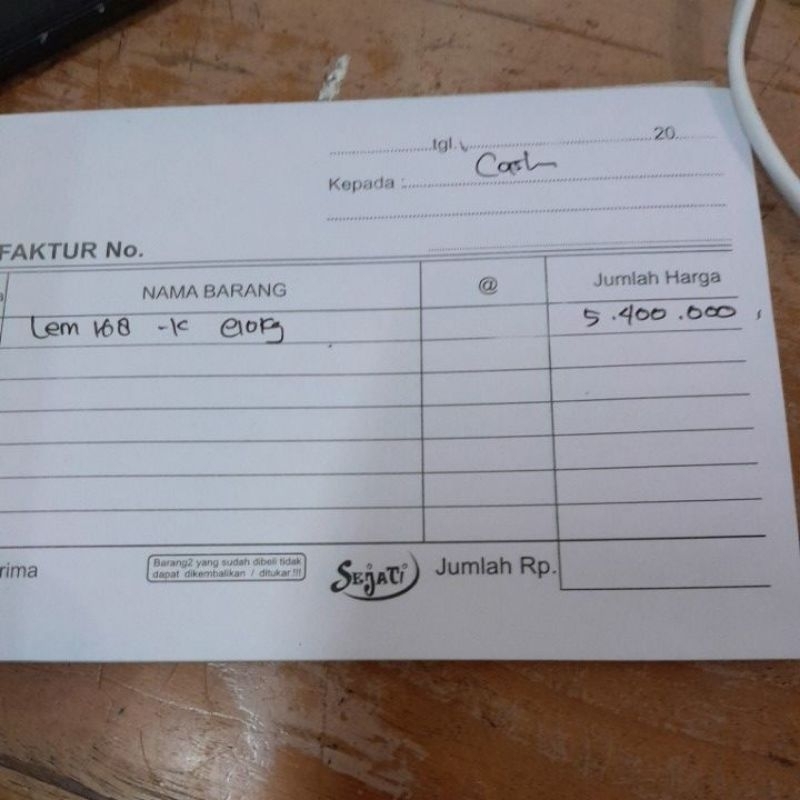 tgl. 20
Kepada : Cash
FAKTUR No.
NAMA BARANG @ Jumlah Harga
Lem 168 -K @10kg 5.400.000
rima
Barang2 yang sudah dibeli tidak
dapat dikembalikan / ditukar !!!
SEJATI
Jumlah Rp.